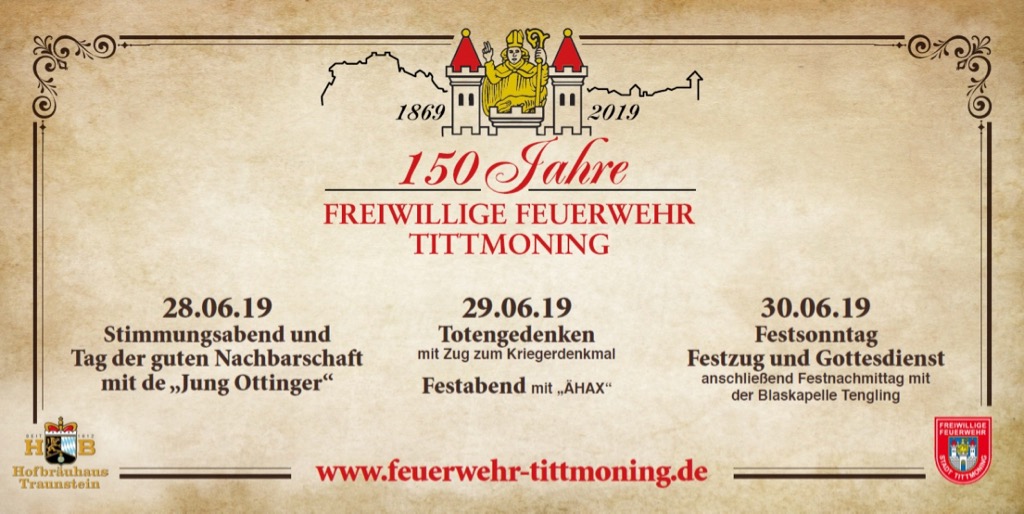 1869
2019
150 Jahre
FREIWILLIGE FEUERWEHR
TITTMONING
28.06.19
Stimmungsabend und
Tag der guten Nachbarschaft
mit de „Jung Ottinger“
29.06.19
Totengedenken
mit Zug zum Kriegerdenkmal
Festabend mit „ÄHAX“
30.06.19
Festsonntag
Festzug und Gottesdienst
anschließend Festnachmittag mit
der Blaskapelle Tengling
SEIT 1612
H B
Hofbräuhaus
Traunstein
www.feuerwehr-tittmoning.de
FREIWILLIGE
FEUERWEHR
STADT TITTMONING